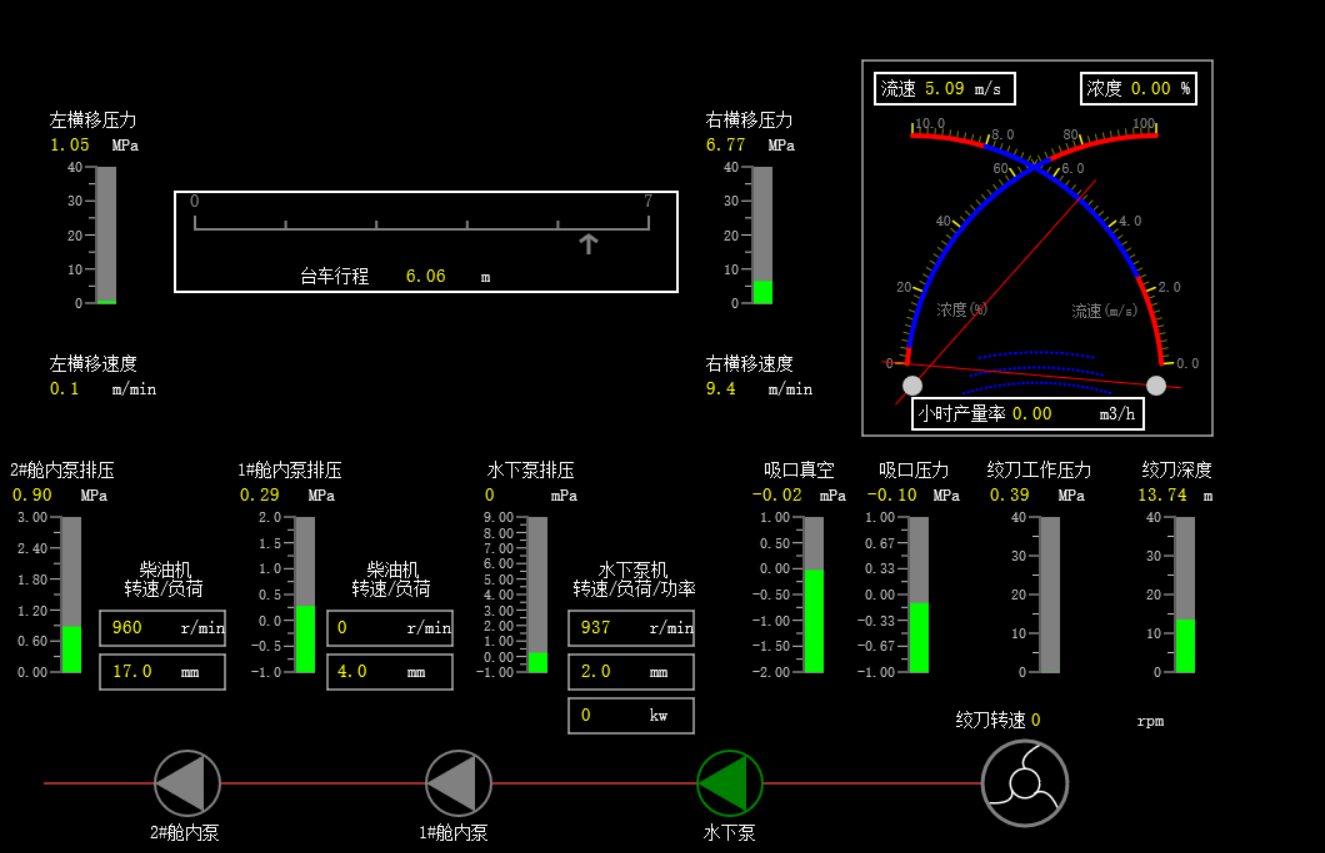 流速 5.09 m/s
浓度 0.00 %
10.0 8.0 80 100
60 6.0
40 4.0
20 2.0
浓度(%) 流速(m/s)
0 0.0
小时产量率 0.00 m3/h
左横移压力
1.05 MPa
40
30
20
10
0
0 7
台车行程 6.06 m
右横移压力
6.77 MPa
40
30
20
10
0
左横移速度
0.1 m/min
右横移速度
9.4 m/min
2#舱内泵排压
0.90 MPa
3.00
2.40
1.80
1.20
0.60
0.00
柴油机
转速/负荷
960 r/min
17.0 mm
1#舱内泵排压
0.29 MPa
2.0
1.5
1.0
0.5
0.0
-0.5
-1.0
柴油机
转速/负荷
0 r/min
4.0 mm
水下泵排压
0 mPa
9.00
8.00
7.00
6.00
5.00
4.00
3.00
2.00
1.00
0.00
-1.00
水下泵机
转速/负荷/功率
937 r/min
2.0 mm
0 kw
吸口真空
-0.02 mPa
1.00
0.50
0.00
-0.50
-1.00
-1.50
-2.00
吸口压力
-0.10 MPa
1.00
0.67
0.33
0.00
-0.33
-0.67
-1.00
绞刀工作压力
0.39 MPa
40
30
20
10
0
绞刀深度
13.74 m
40
30
20
10
0
绞刀转速 0 rpm
2#舱内泵
1#舱内泵
水下泵